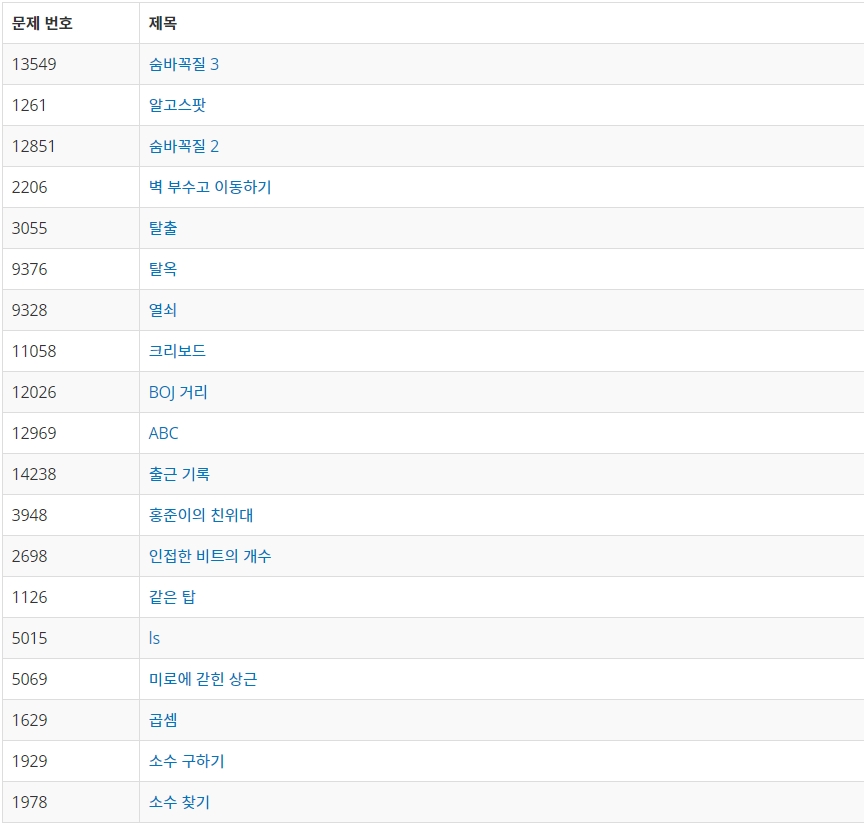 문제 번호 제목
13549 숨바꼭질 3
1261 알고스팟
12851 숨바꼭질 2
2206 벽 부수고 이동하기
3055 탈출
9376 탈옥
9328 열쇠
11058 크리보드
12026 BOJ 거리
12969 ABC
14238 출근 기록
3948 홍준이의 친위대
2698 인접한 비트의 개수
1126 같은 탑
5015 ls
5069 미로에 갇힌 상근
1629 곱셈
1929 소수 구하기
1978 소수 찾기